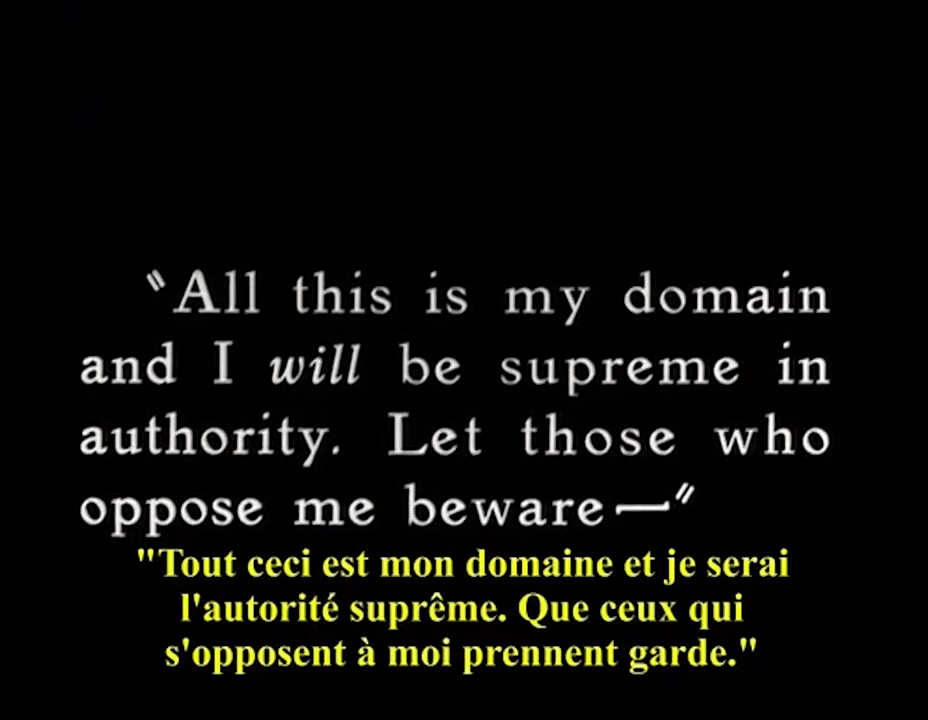 "All this is my domain
and I will be supreme in
authority. Let those who
oppose me beware—"
"Tout ceci est mon domaine et je serai
l'autorité suprême. Que ceux qui
s'opposent à moi prennent garde."